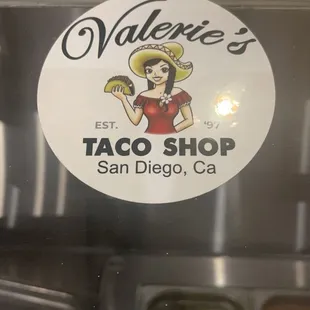 Valerie's
EST. '97
TACO SHOP
San Diego, Ca